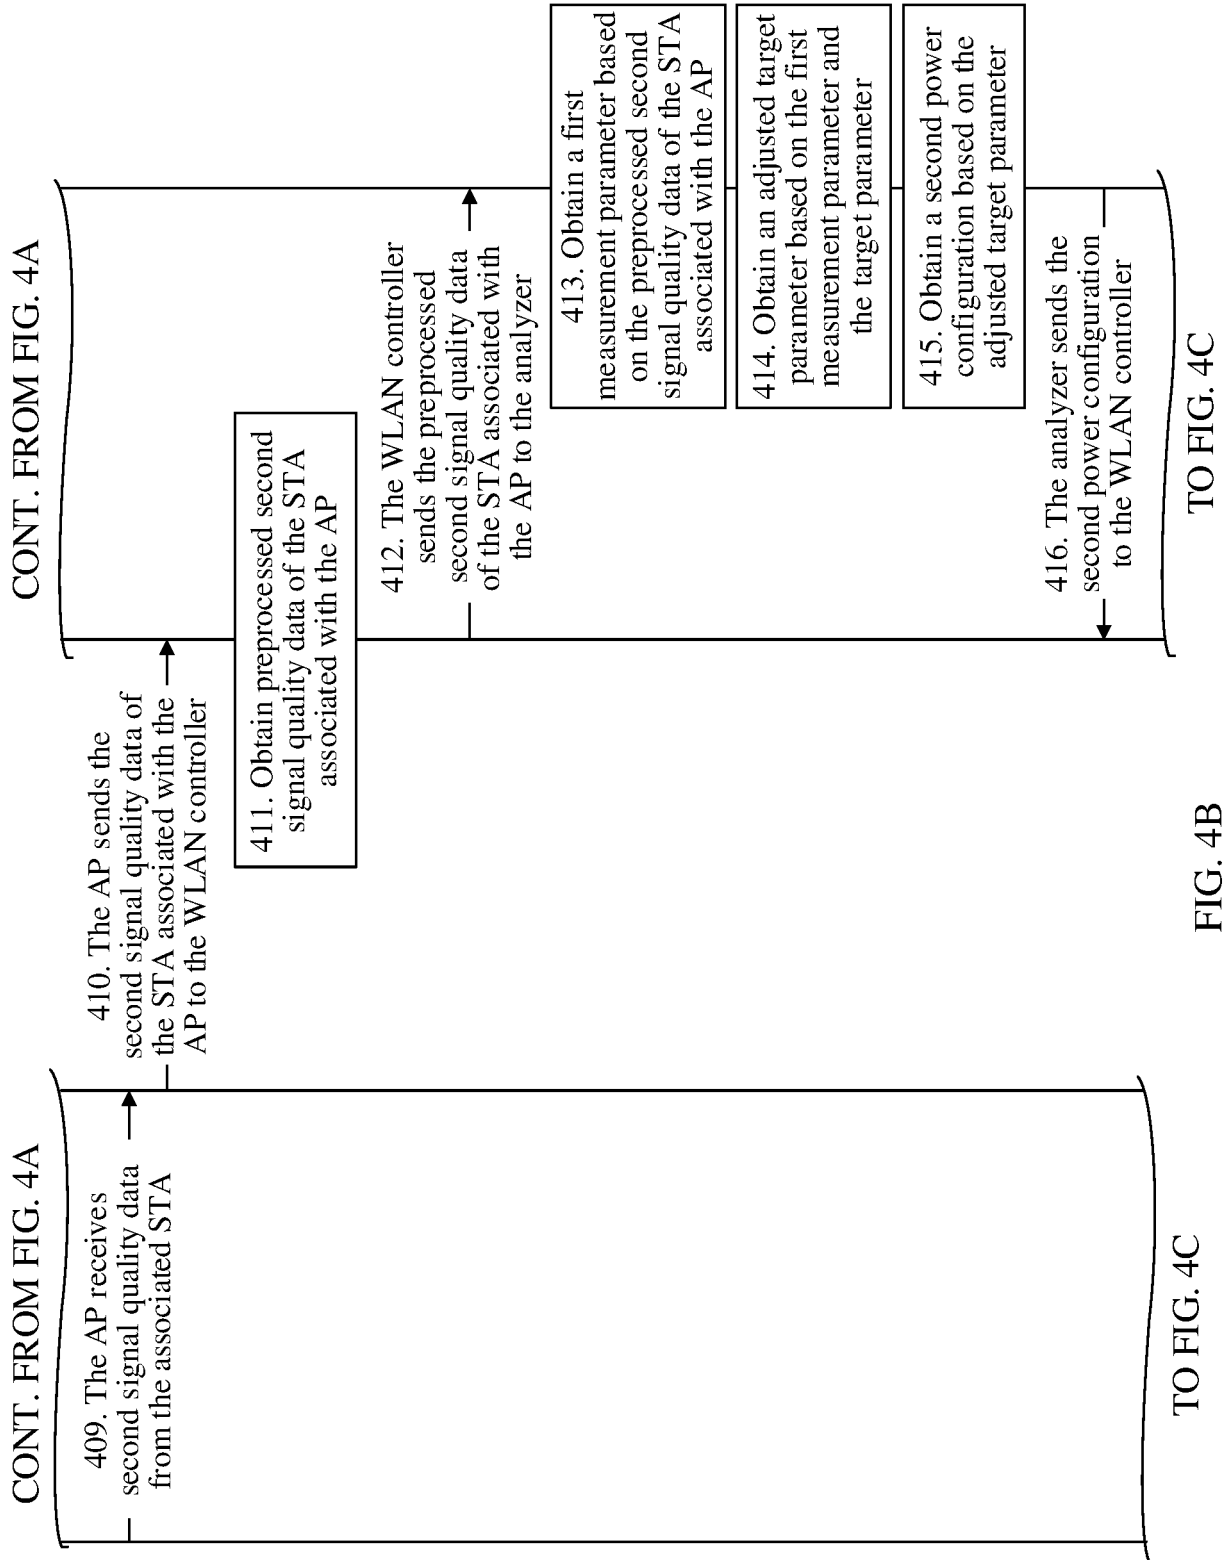 CONT. FROM FIG. 4A
CONT. FROM FIG. 4A
409. The AP receives
second signal quality data
from the associated STA
410. The AP sends the
second signal quality data of
the STA associated with the
AP to the WLAN controller
411. Obtain preprocessed second
signal quality data of the STA
associated with the AP
412. The WLAN controller
sends the preprocessed
second signal quality data
of the STA associated with
the AP to the analyzer
413. Obtain a first
measurement parameter based
on the preprocessed second
signal quality data of the STA
associated with the AP
414. Obtain an adjusted target
parameter based on the first
measurement parameter and
the target parameter
415. Obtain a second power
configuration based on the
adjusted target parameter
416. The analyzer sends the
second power configuration
to the WLAN controller
TO FIG. 4C
TO FIG. 4C
FIG. 4B